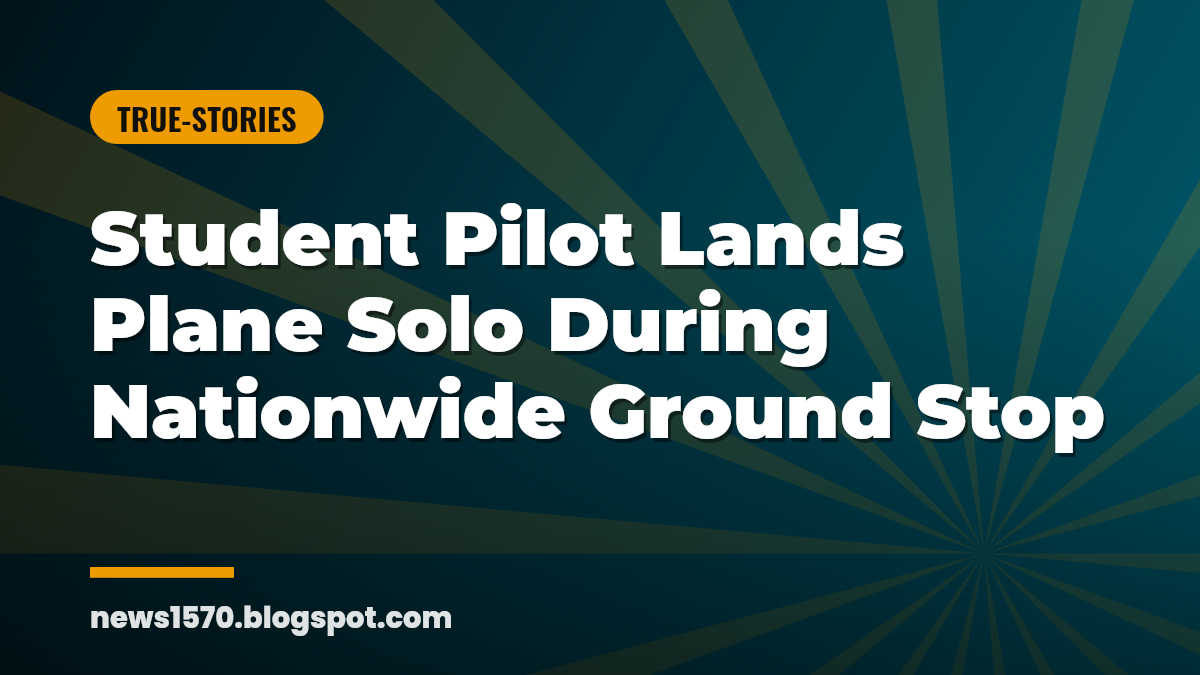 TRUE-STORIES
Student Pilot Lands
Plane Solo During
Nationwide Ground Stop
news1570.blogspot.com